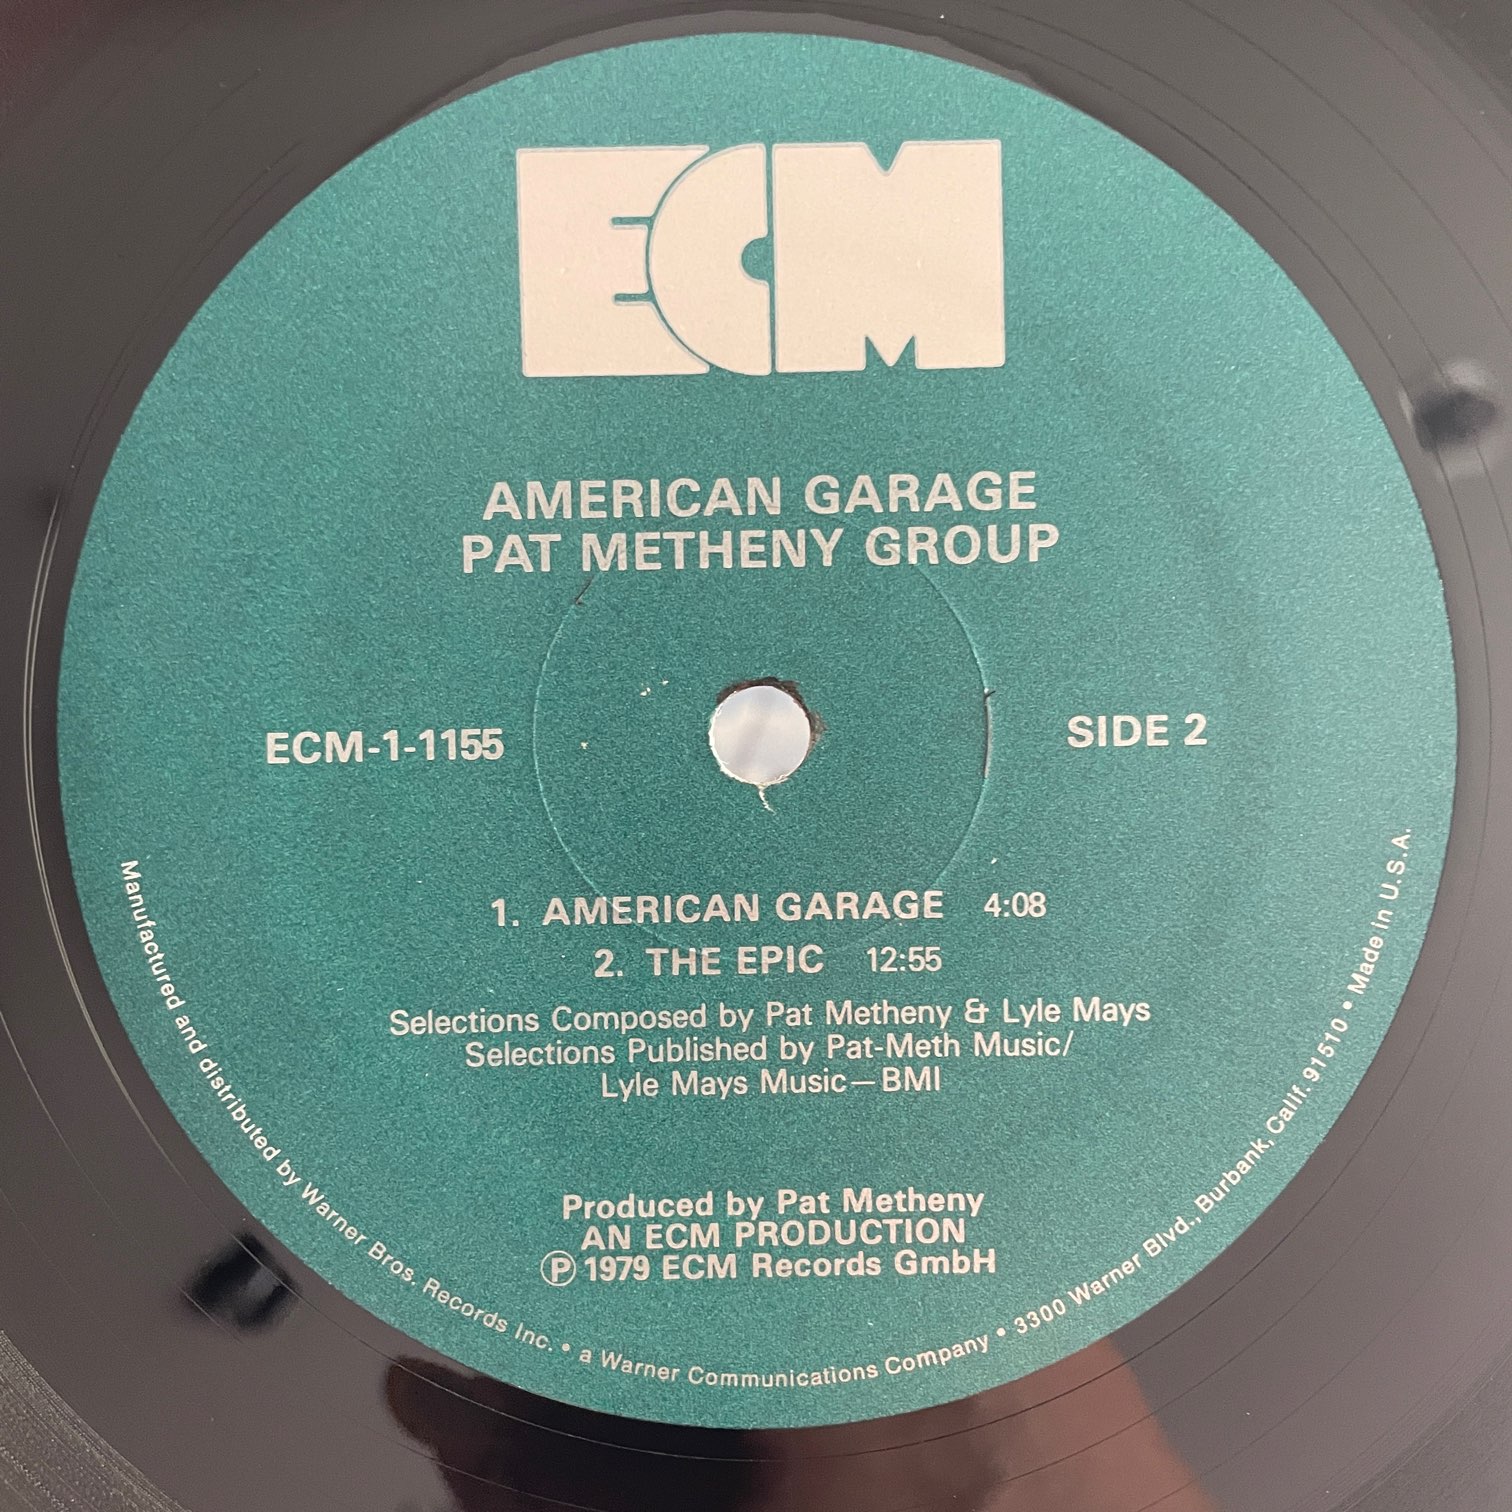 ECM
AMERICAN GARAGE
PAT METHENY GROUP
ECM-1-1155
SIDE 2
1. AMERICAN GARAGE 4:08
2. THE EPIC 12:55
Selections Composed by Pat Metheny & Lyle Mays
Selections Published by Pat-Meth Music/
Lyle Mays Music—BMI
Produced by Pat Metheny
AN ECM PRODUCTION
℗ 1979 ECM Records GmbH
Manufactured and distributed by Warner Bros. Records Inc. • a Warner Communications Company • 3300 Warner Blvd., Burbank, Calif. 91510 • Made in U.S.A.